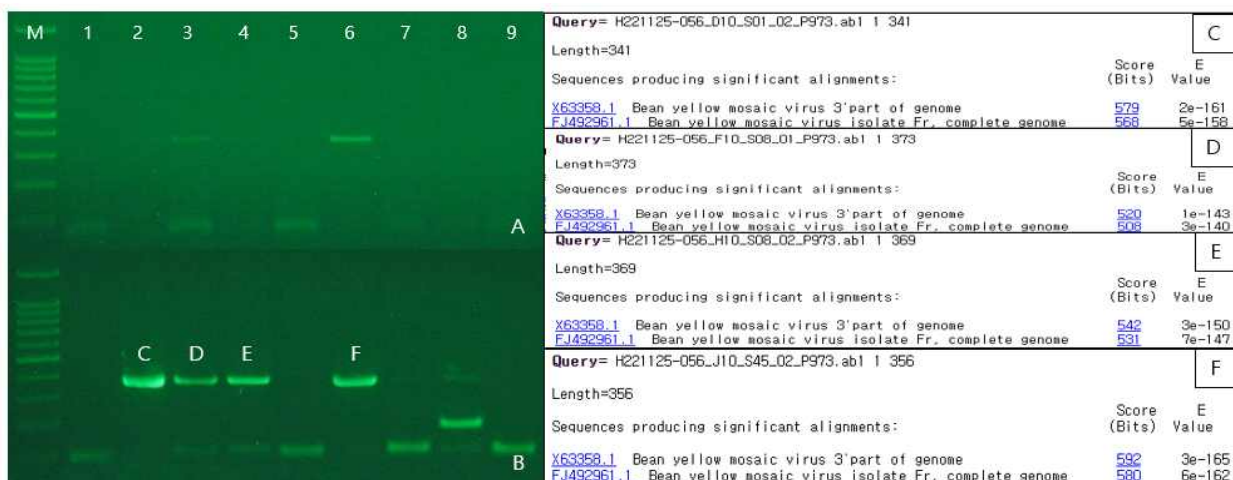 M 1 2 3 4 5 6 7 8 9
A
C D E F
B
Query= H221125-056_D10_S01_02_P973.ab1 1 341
C
Length=341
Score E
Sequences producing significant alignments: (Bits) Value
X63358.1 Bean yellow mosaic virus 3'part of genome 579 2e-161
FJ492961.1 Bean yellow mosaic virus isolate Fr, complete genome 568 5e-158
Query= H221125-056_F10_S08_01_P973.ab1 1 373
D
Length=373
Score E
Sequences producing significant alignments: (Bits) Value
X63358.1 Bean yellow mosaic virus 3'part of genome 520 1e-143
FJ492961.1 Bean yellow mosaic virus isolate Fr, complete genome 508 3e-140
Query= H221125-056_H10_S08_02_P973.ab1 1 369
E
Length=369
Score E
Sequences producing significant alignments: (Bits) Value
X63358.1 Bean yellow mosaic virus 3'part of genome 542 3e-150
FJ492961.1 Bean yellow mosaic virus isolate Fr, complete genome 531 7e-147
Query= H221125-056_J10_S45_02_P973.ab1 1 356
F
Length=356
Score E
Sequences producing significant alignments: (Bits) Value
X63358.1 Bean yellow mosaic virus 3'part of genome 592 3e-165
FJ492961.1 Bean yellow mosaic virus isolate Fr, complete genome 580 6e-162